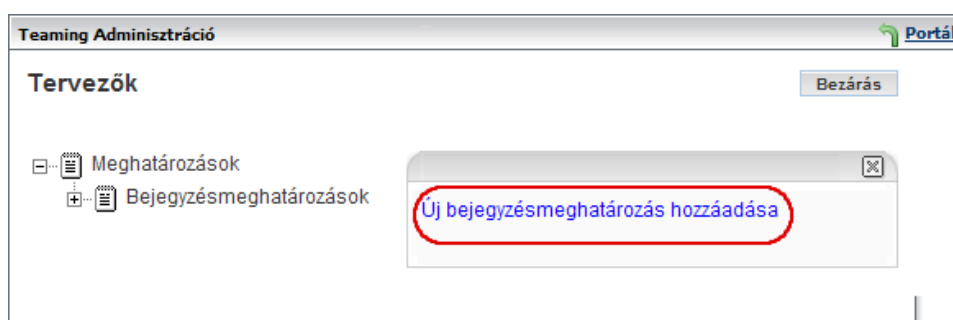 Teaming Adminisztráció
Portál
Tervezők
Bezárás
Meghatározások
Bejegyzésmeghatározások
Új bejegyzésmeghatározás hozzáadása